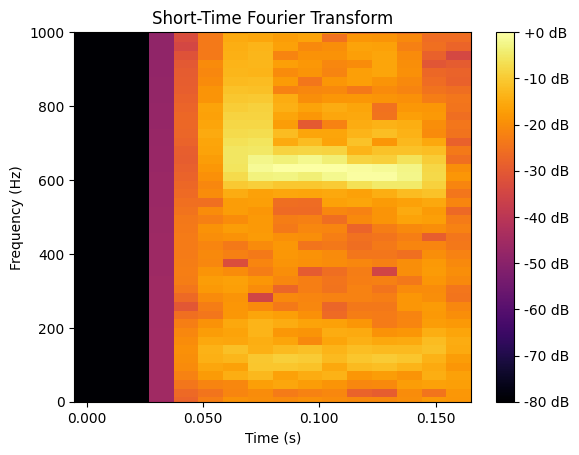 Short-Time Fourier Transform
1000
800
600
400
200
0
Frequency (Hz)
0.000
0.050
0.100
0.150
Time (s)
+0 dB
-10 dB
-20 dB
-30 dB
-40 dB
-50 dB
-60 dB
-70 dB
-80 dB